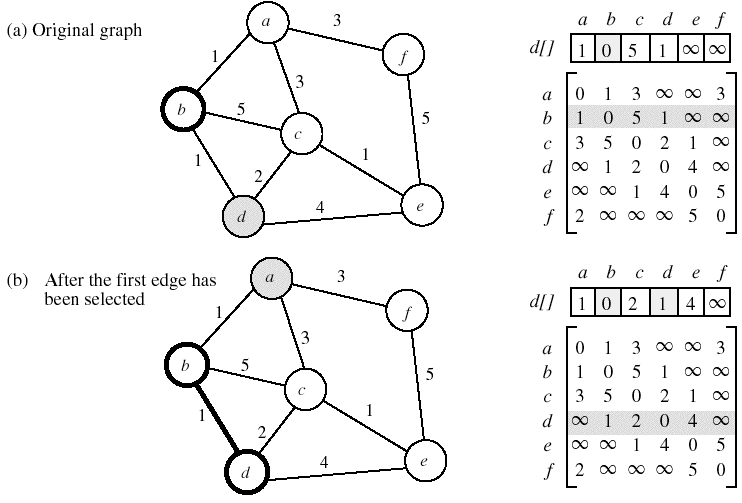 (a) Original graph
a
3
f
1
3
b
5
c
5
1
1
2
d
4
e
a b c d e f
d[] 1 0 5 1 ∞ ∞
a 0 1 3 ∞ ∞ 3
b 1 0 5 1 ∞ ∞
c 3 5 0 2 1 ∞
d ∞ 1 2 0 4 ∞
e ∞ ∞ 1 4 0 5
f 2 ∞ ∞ ∞ 5 0
(b) After the first edge has
been selected
a
3
f
1
3
b
5
c
5
1
1
2
d
4
e
a b c d e f
d[] 1 0 2 1 4 ∞
a 0 1 3 ∞ ∞ 3
b 1 0 5 1 ∞ ∞
c 3 5 0 2 1 ∞
d ∞ 1 2 0 4 ∞
e ∞ ∞ 1 4 0 5
f 2 ∞ ∞ ∞ 5 0